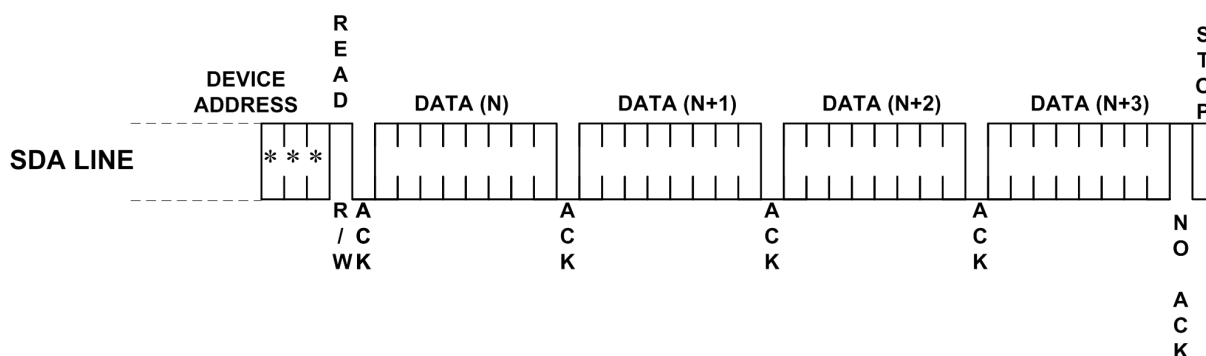 READ
STOP
DEVICE
ADDRESS
DATA (N)
DATA (N+1)
DATA (N+2)
DATA (N+3)
SDA LINE
* * *
R/W
ACK
ACK
ACK
ACK
NO ACK